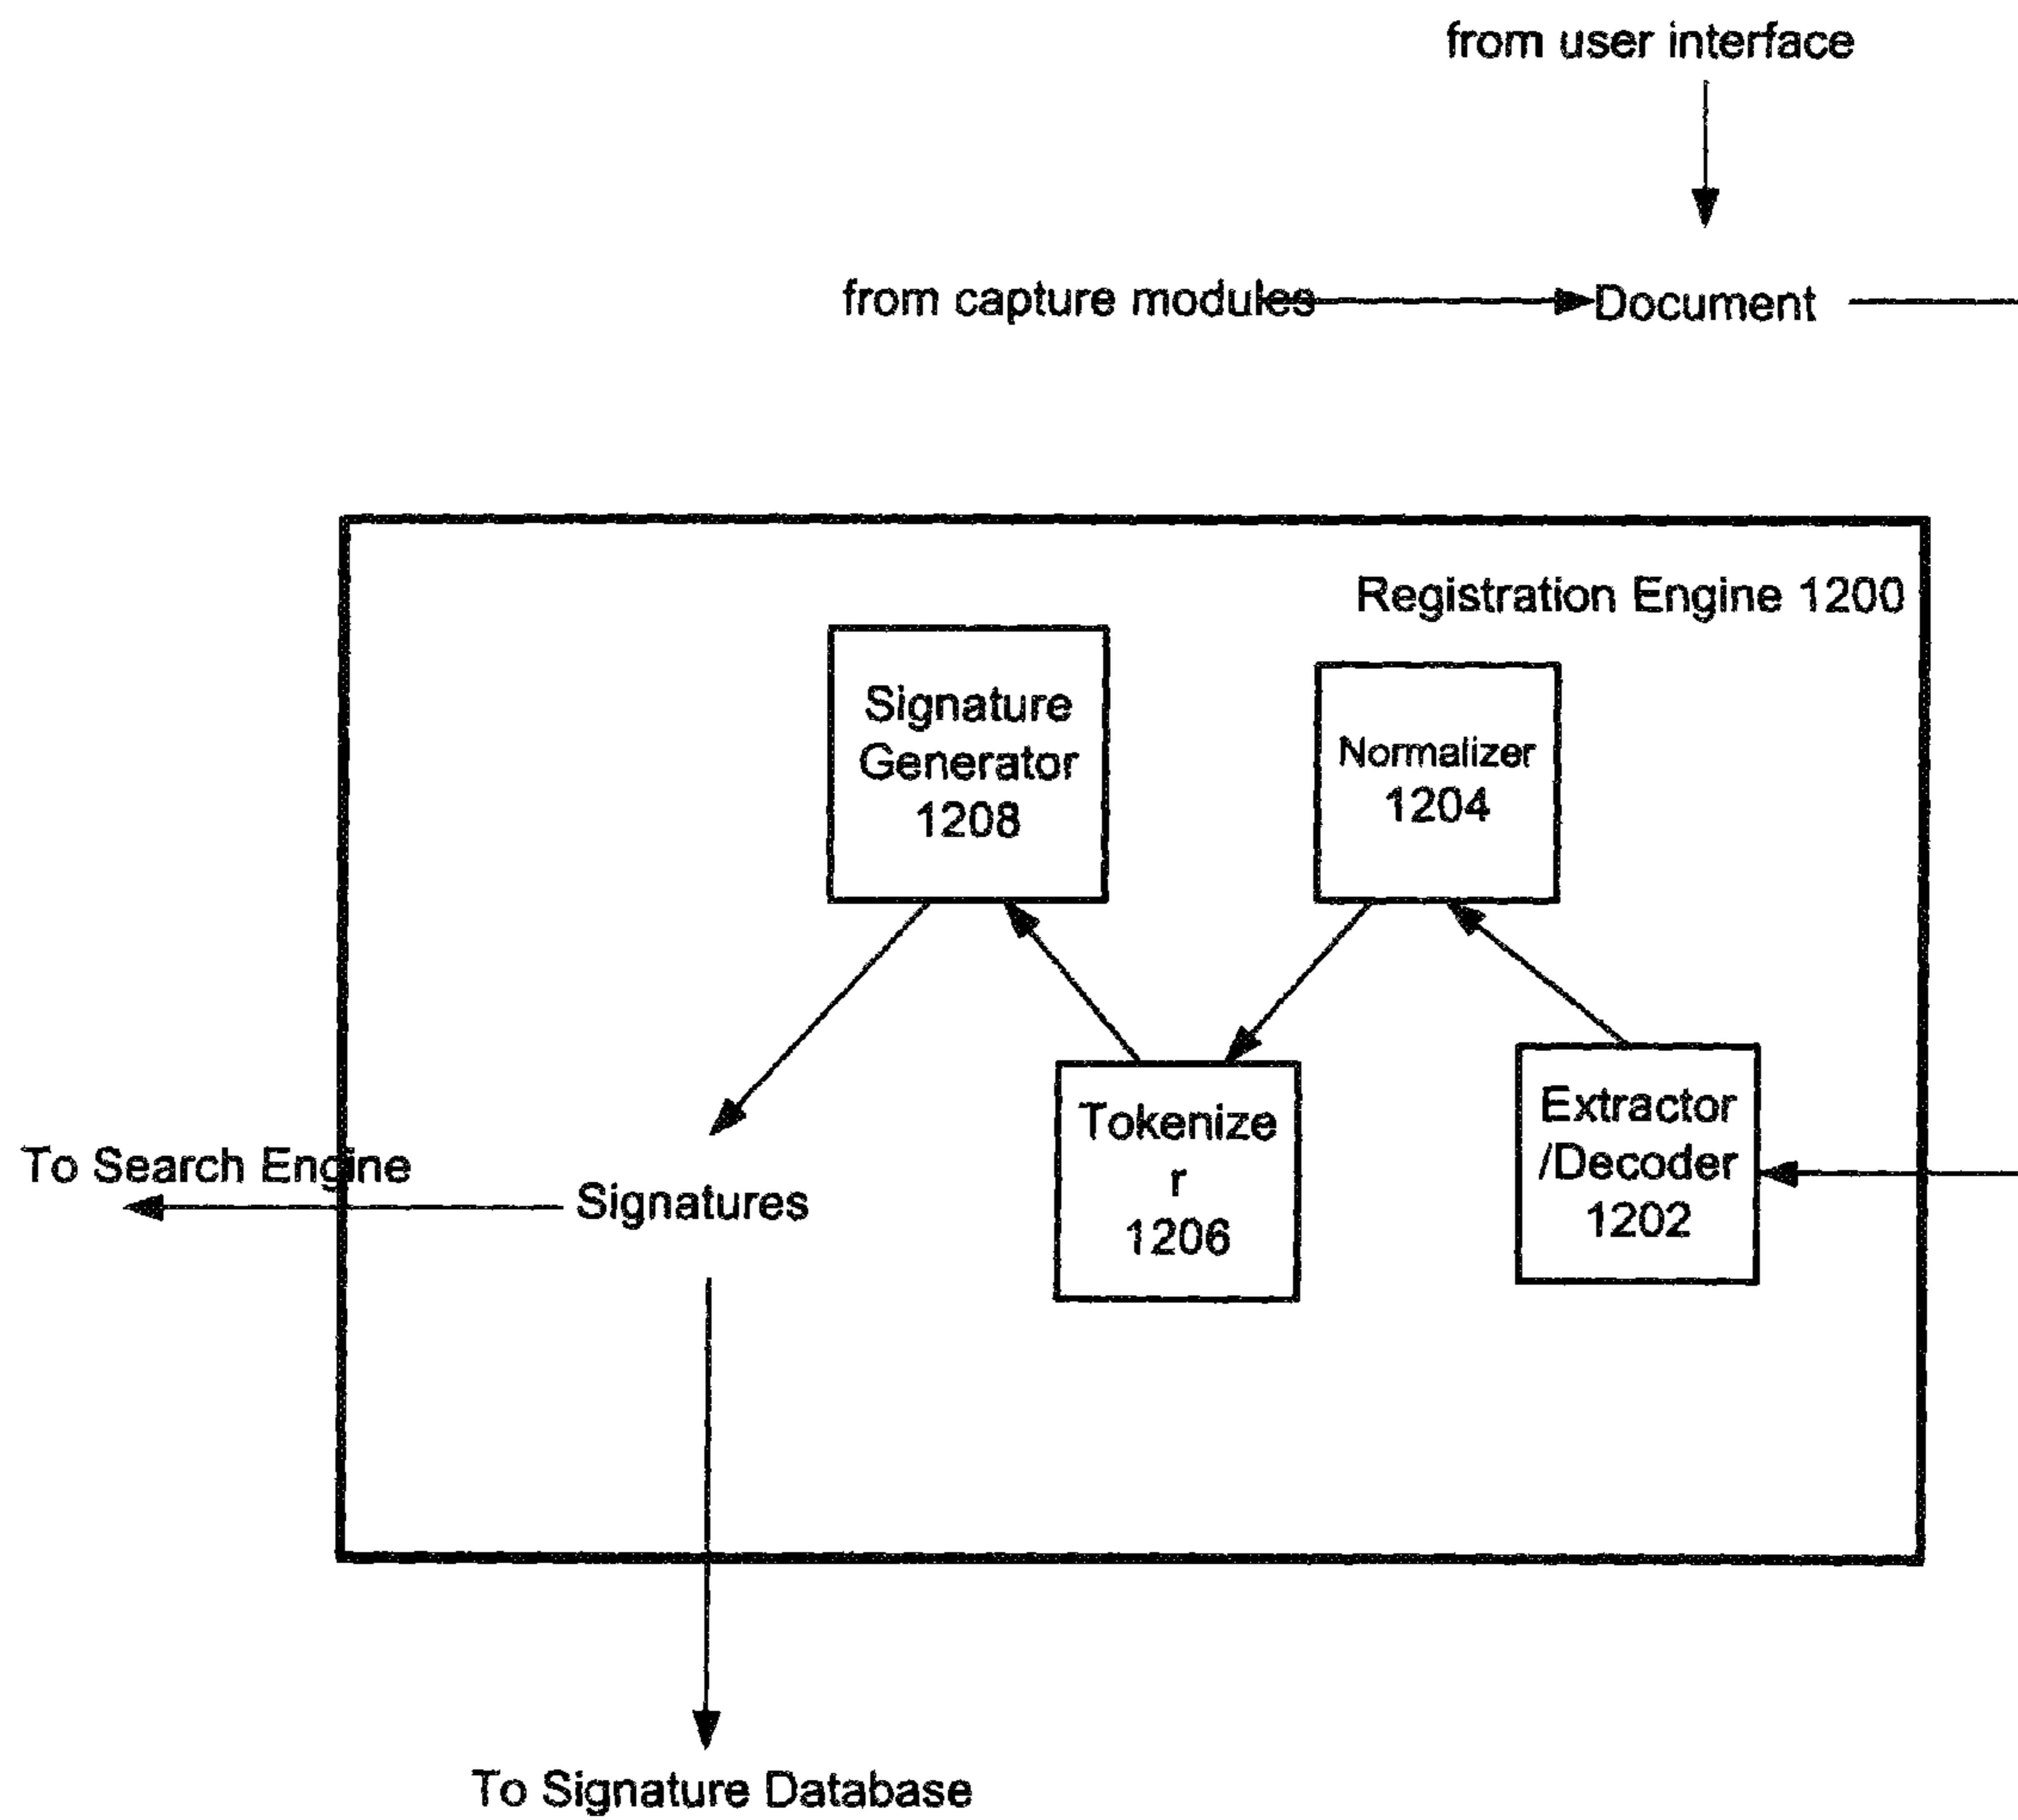 from user interface
from capture modules
Document
Registration Engine 1200
Signature
Generator
1208
Normalizer
1204
To Search Engine
Signatures
Tokenize
r
1206
Extractor
/Decoder
1202
To Signature Database